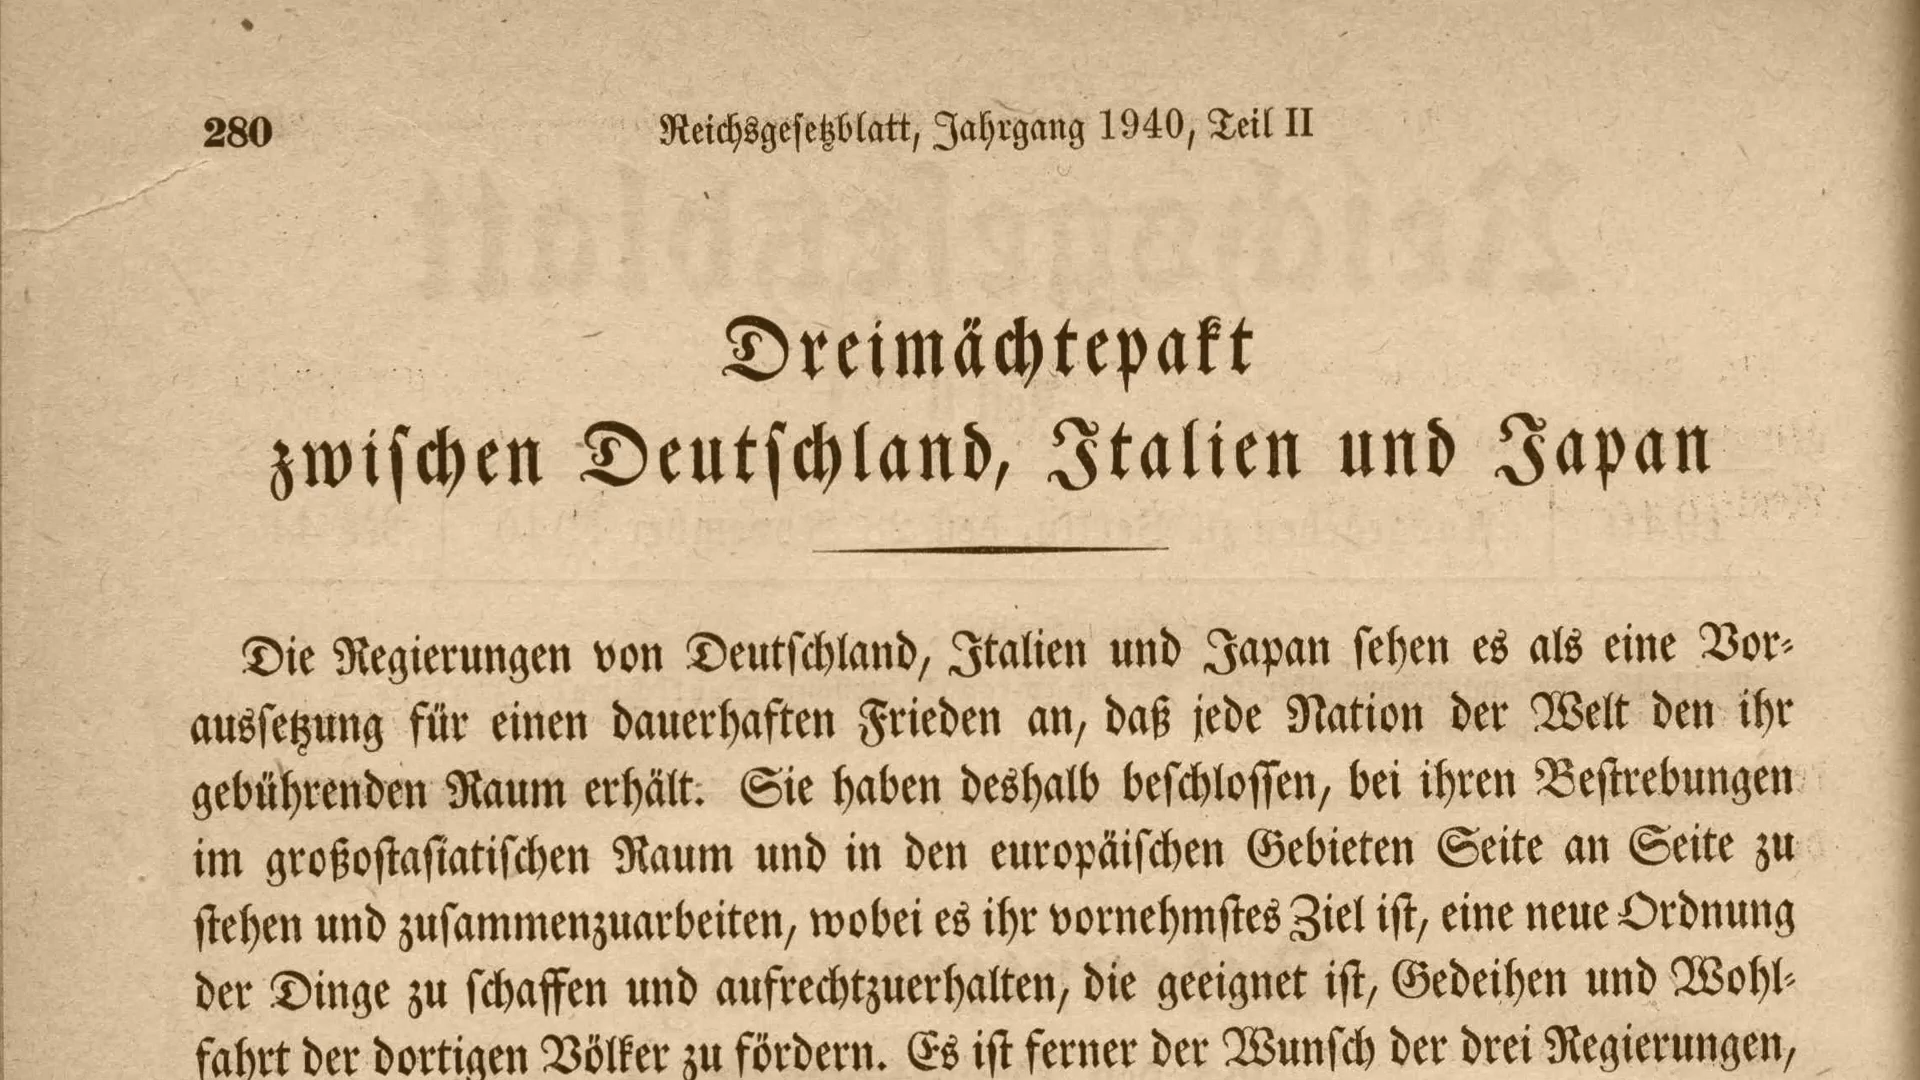 280
Reichsgesetzblatt, Jahrgang 1940, Teil II
Dreimächtepakt
zwischen Deutschland, Italien und Japan
Die Regierungen von Deutschland, Italien und Japan sehen es als eine Vor-
aussetzung für einen dauerhaften Frieden an, daß jede Nation der Welt den ihr
gebührenden Raum erhält. Sie haben deshalb beschlossen, bei ihren Bestrebungen
im großostasiatischen Raum und in den europäischen Gebieten Seite an Seite zu
stehen und zusammenzuarbeiten, wobei es ihr vornehmstes Ziel ist, eine neue Ordnung
der Dinge zu schaffen und aufrechtzuerhalten, die geeignet ist, Gedeihen und Wohl-
fahrt der dortigen Völker zu fördern. Es ist ferner der Wunsch der drei Regierungen,